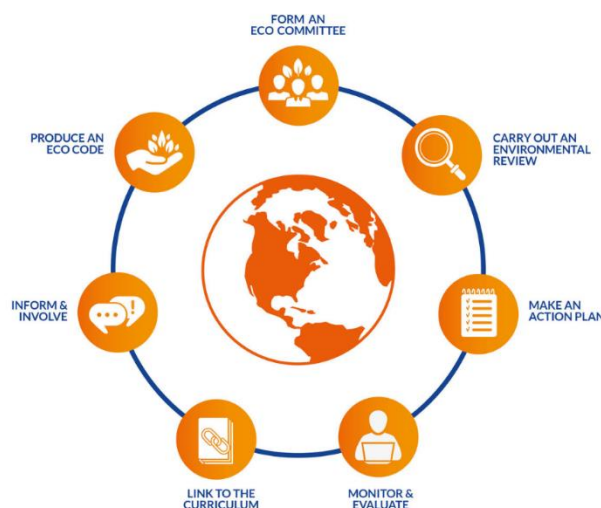 FORM AN
ECO COMMITTEE
CARRY OUT AN
ENVIRONMENTAL
REVIEW
MAKE AN
ACTION PLAN
MONITOR &
EVALUATE
LINK TO THE
CURRICULUM
INFORM &
INVOLVE
PRODUCE AN
ECO CODE